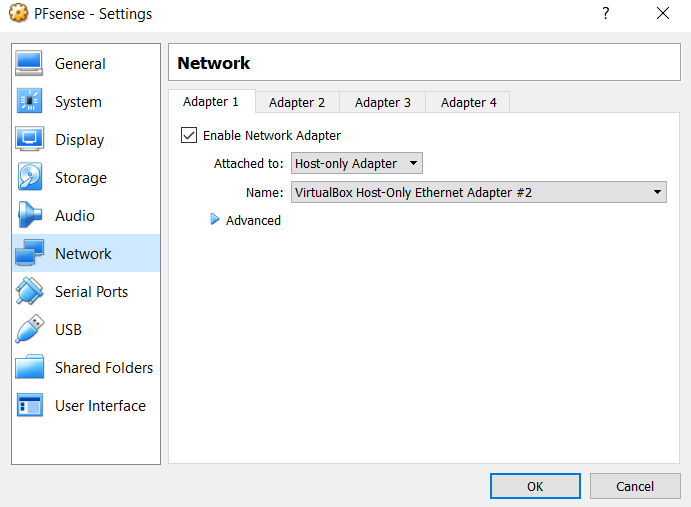 PFsense - Settings
General
System
Display
Storage
Audio
Network
Serial Ports
USB
Shared Folders
User Interface
Network
Adapter 1 Adapter 2 Adapter 3 Adapter 4
Enable Network Adapter
Attached to: Host-only Adapter
Name: VirtualBox Host-Only Ethernet Adapter #2
Advanced
OK Cancel